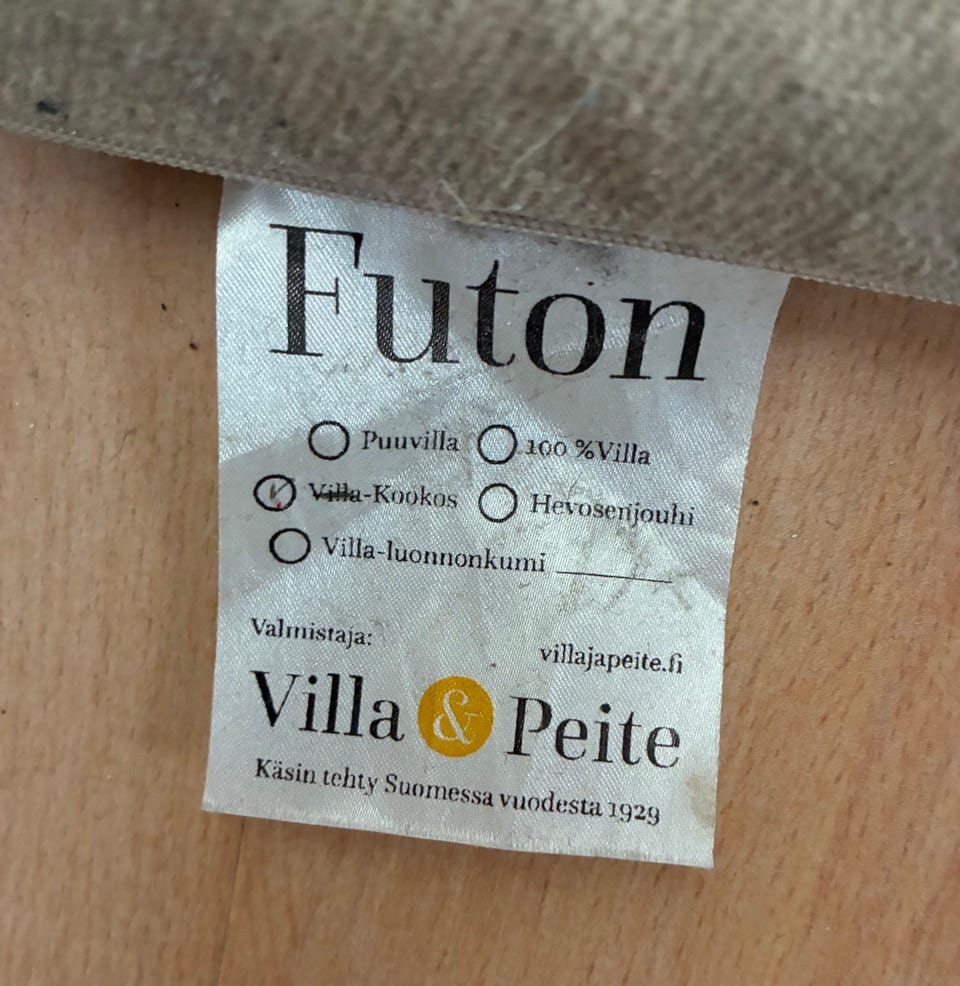 Futon
Puuvilla 100 %Villa
Villa-Kookos Hevosenjouhi
Villa-luonnonkumi
Valmistaja:
villajapeite.fi
Villa & Peite
Käsin tehty Suomessa vuodesta 1929